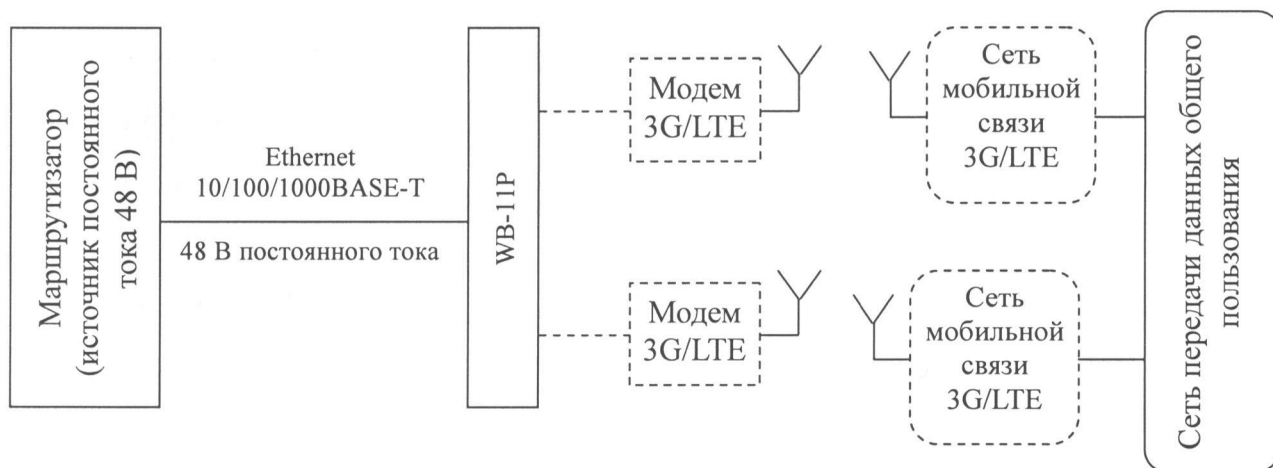 Маршрутизатор
(источник постоянного
тока 48 В)
Ethernet
10/100/1000BASE-T
48 В постоянного тока
WB-11P
Модем
3G/LTE
Сеть
мобильной
связи
3G/LTE
Модем
3G/LTE
Сеть
мобильной
связи
3G/LTE
Сеть передачи данных общего
пользования